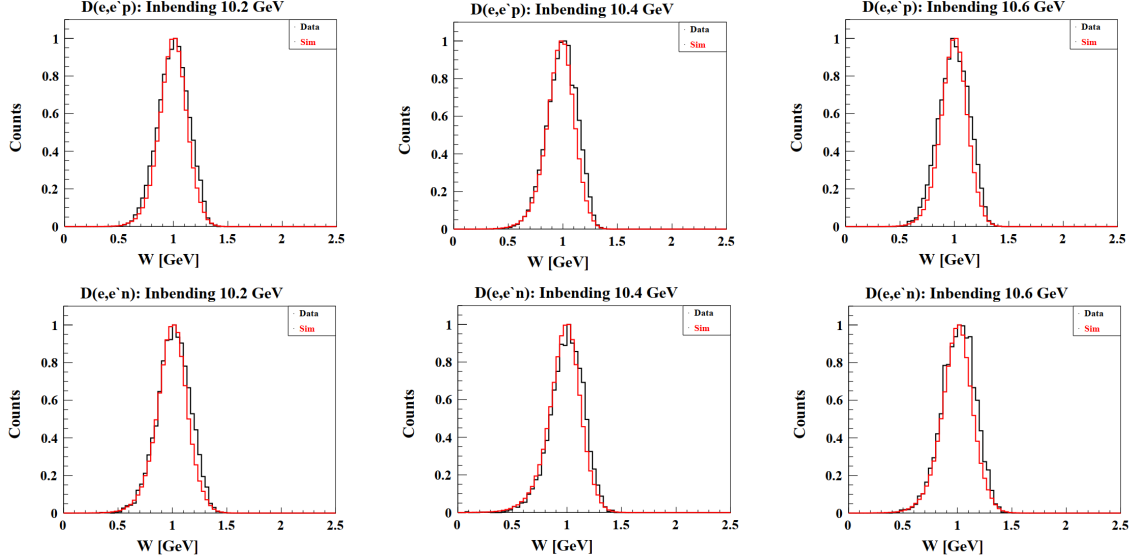 D(e,e`p): Inbending 10.2 GeV
Data
Sim
Counts
1
0.8
0.6
0.4
0.2
0
0 0.5 1 1.5 2 2.5
W [GeV]
D(e,e`p): Inbending 10.4 GeV
Data
Sim
Counts
1
0.8
0.6
0.4
0.2
0
0 0.5 1 1.5 2 2.5
W [GeV]
D(e,e`p): Inbending 10.6 GeV
Data
Sim
Counts
1
0.8
0.6
0.4
0.2
0
0 0.5 1 1.5 2 2.5
W [GeV]
D(e,e`n): Inbending 10.2 GeV
Data
Sim
Counts
1
0.8
0.6
0.4
0.2
0
0 0.5 1 1.5 2 2.5
W [GeV]
D(e,e`n): Inbending 10.4 GeV
Data
Sim
Counts
1
0.8
0.6
0.4
0.2
0
0 0.5 1 1.5 2 2.5
W [GeV]
D(e,e`n): Inbending 10.6 GeV
Data
Sim
Counts
1
0.8
0.6
0.4
0.2
0
0 0.5 1 1.5 2 2.5
W [GeV]